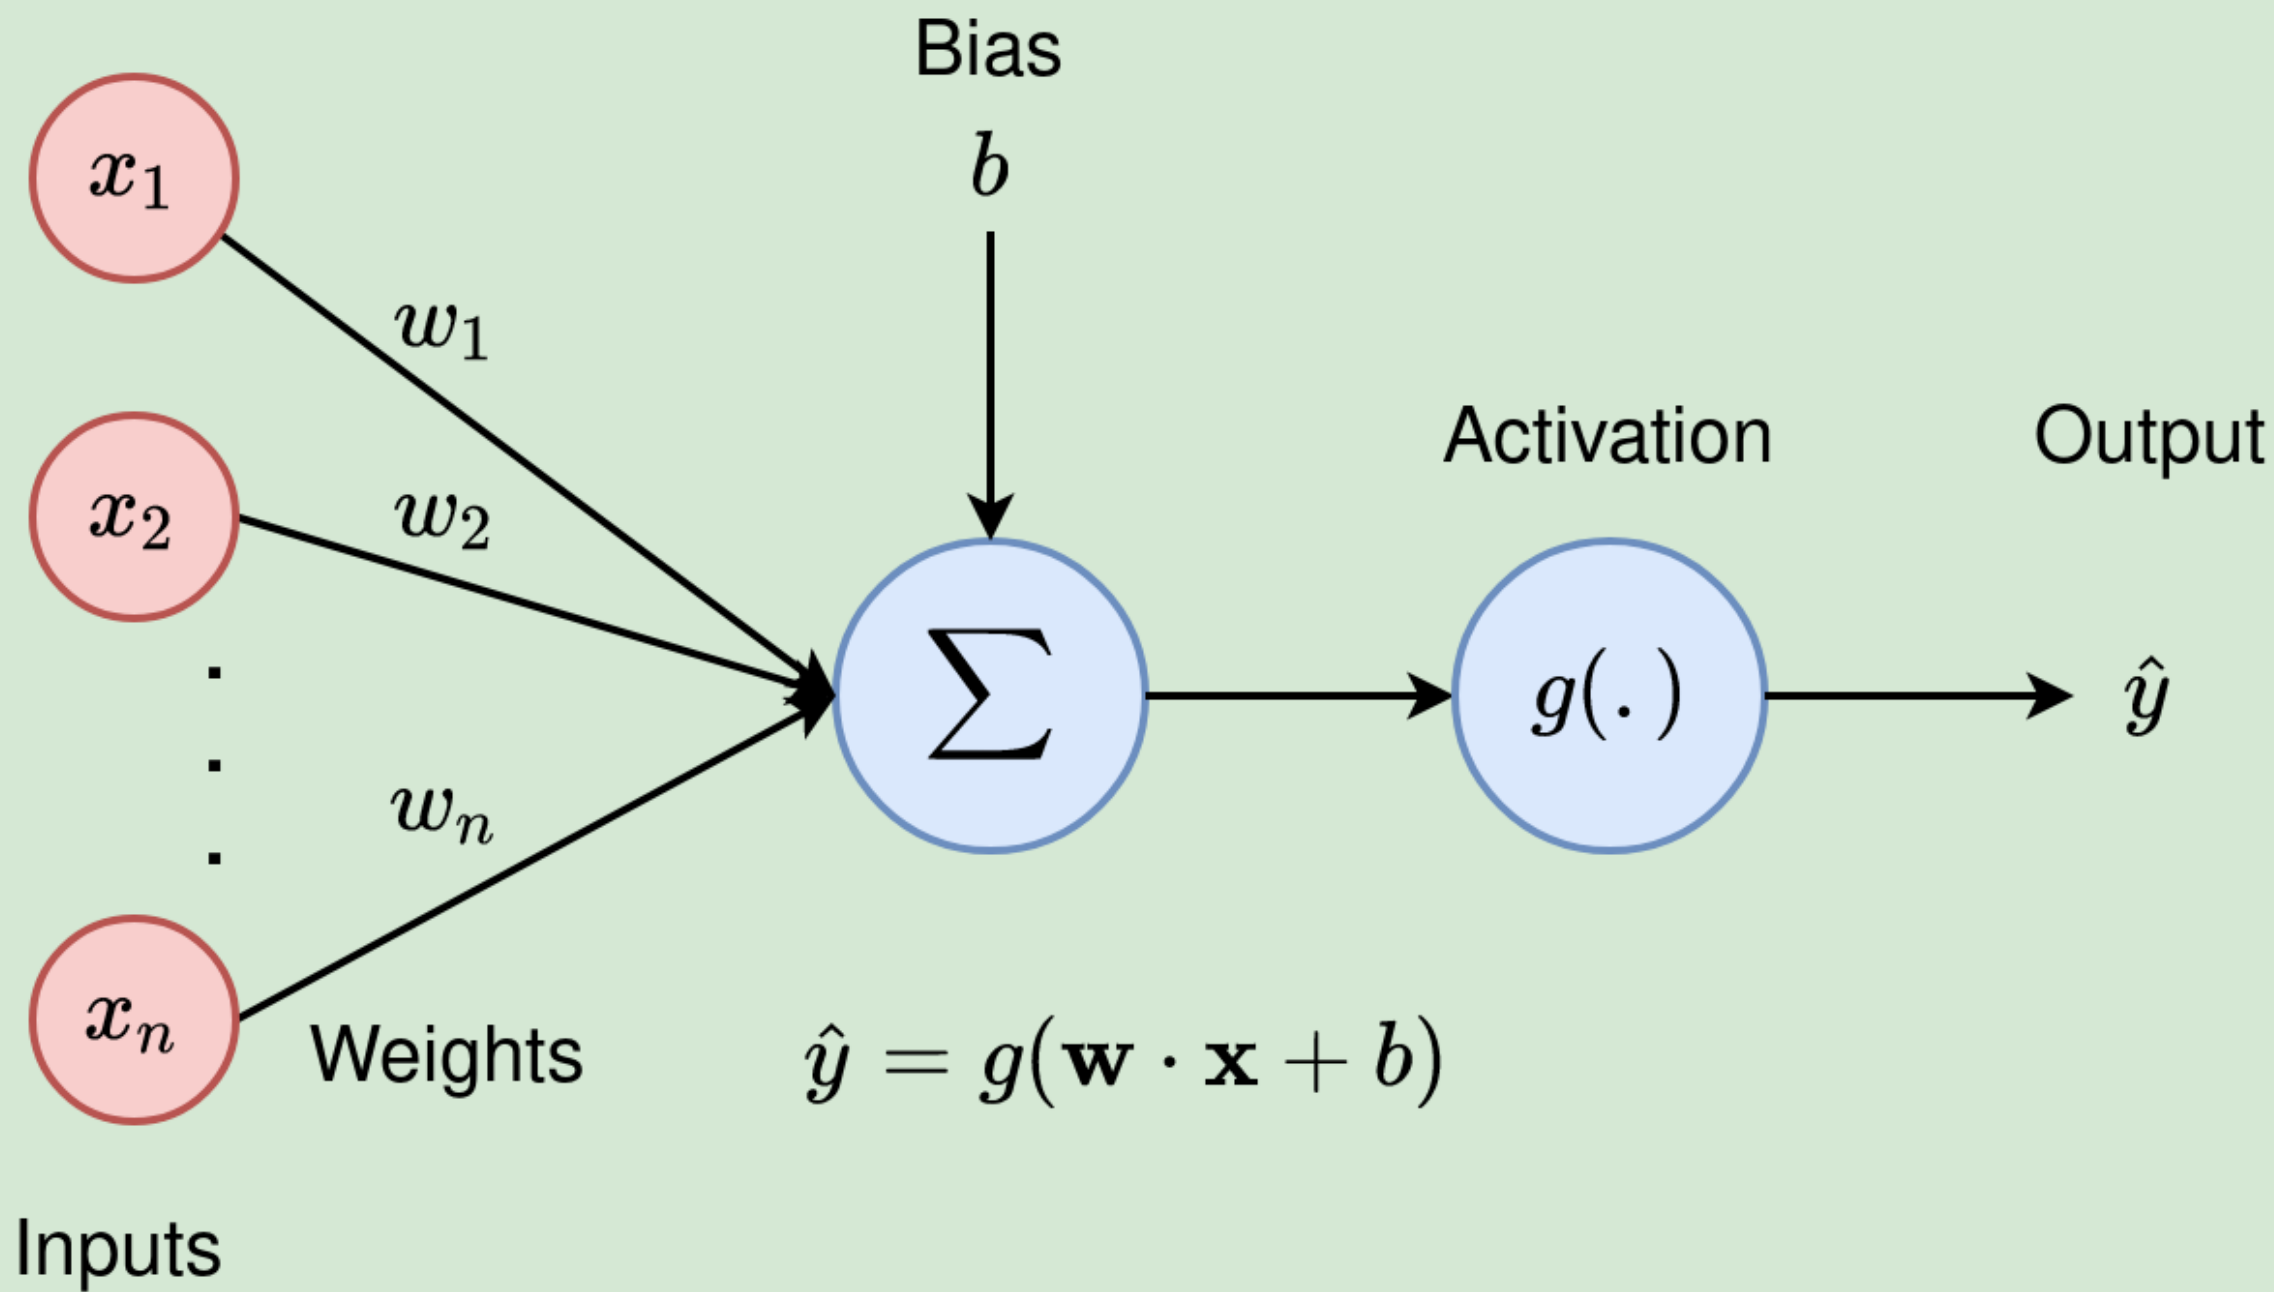 Bias
b
x₁
w₁
x₂
w₂
Activation
Output
∑
g(.)
ŷ
.
.
.
wₙ
xₙ
Weights
ŷ = g(𝐰 · 𝐱 + b)
Inputs